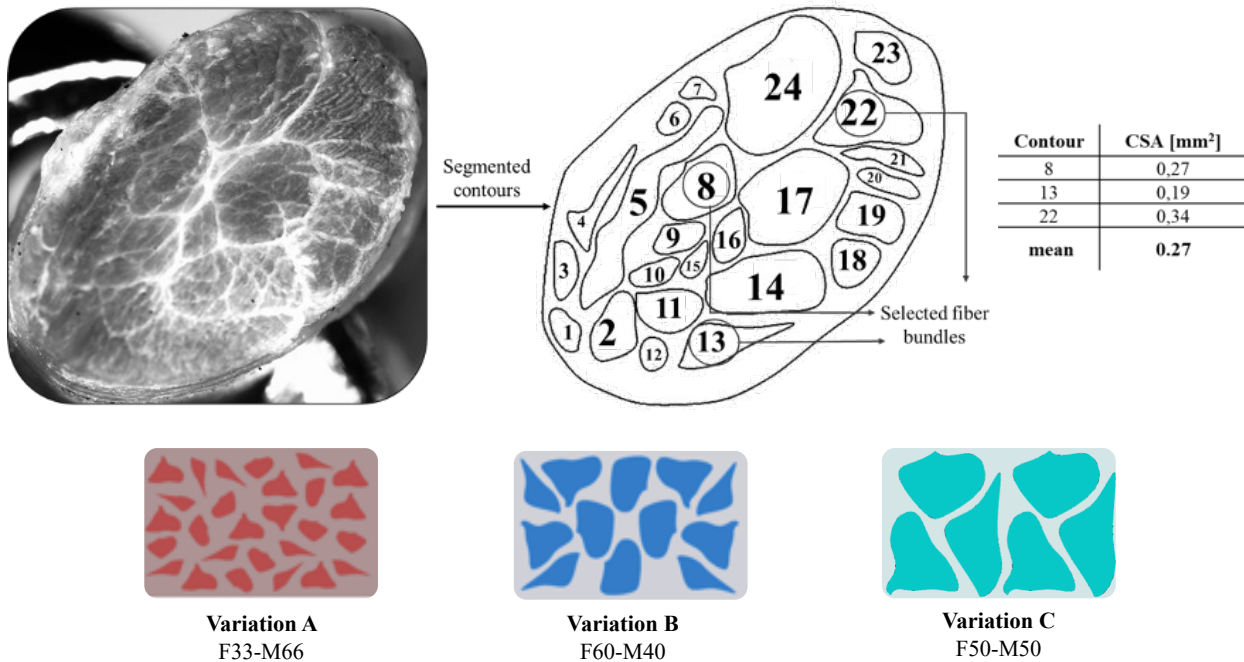 Segmented
contours
1
2
3
4
5
6
7
8
9
10
11
12
13
14
15
16
17
18
19
20
21
22
23
24
Selected fiber
bundles
Contour CSA [mm²]
8 0,27
13 0,19
22 0,34
mean 0.27
Variation A
F33-M66
Variation B
F60-M40
Variation C
F50-M50